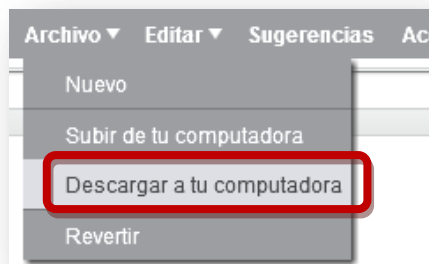 Archivo ▼ Editar ▼ Sugerencias
Nuevo
Subir de tu computadora
Descargar a tu computadora
Revertir